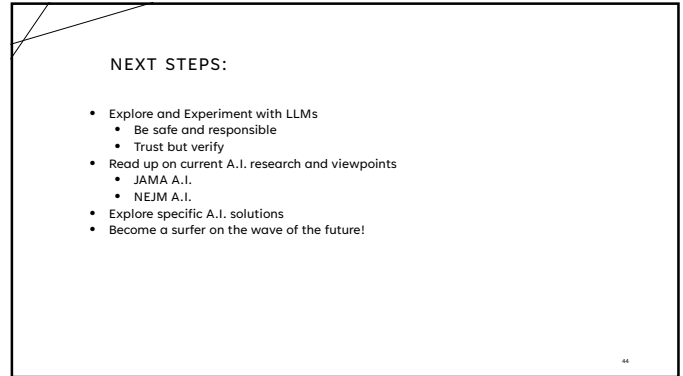 NEXT STEPS:
• Explore and Experiment with LLMs
• Be safe and responsible
• Trust but verify
• Read up on current A.I. research and viewpoints
• JAMA A.I.
• NEJM A.I.
• Explore specific A.I. solutions
• Become a surfer on the wave of the future!
44